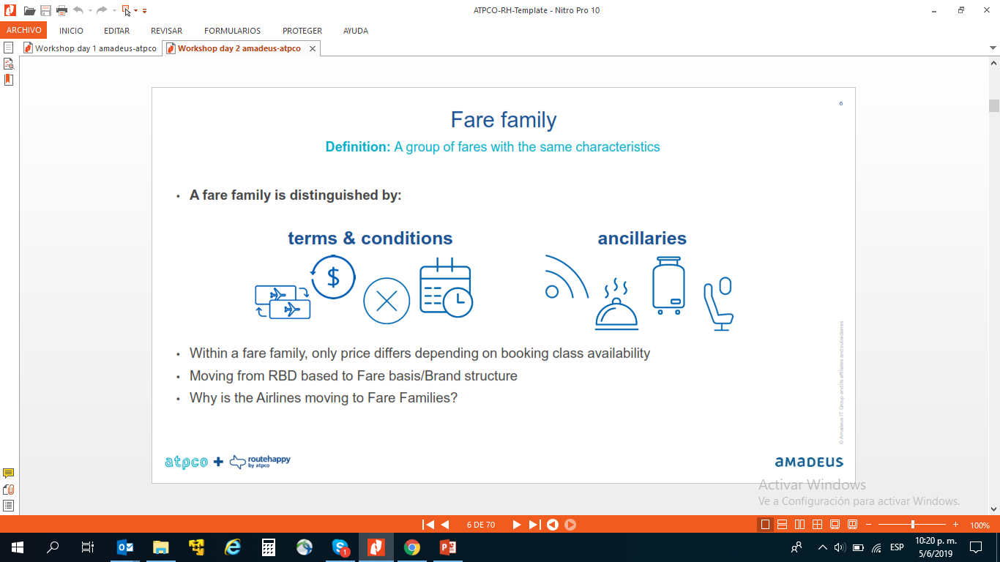 ATPCO-RH-Template - Nitro Pro 10
ARCHIVO INICIO EDITAR REVISAR FORMULARIOS PROTEGER AYUDA
Workshop day 1 amadeus-atpco Workshop day 2 amadeus-atpco
6
Fare family
Definition: A group of fares with the same characteristics
• A fare family is distinguished by:
terms & conditions ancillaries
$
• Within a fare family, only price differs depending on booking class availability
• Moving from RBD based to Fare basis/Brand structure
• Why is the Airlines moving to Fare Families?
© Amadeus IT Group and its affiliates and subsidiaries
atpco + routehappy
by atpco
amadeus
Activar Windows
Ve a Configuración para activar Windows.
6 DE 70 100%
1 ESP 10:20 p. m.
5/6/2019